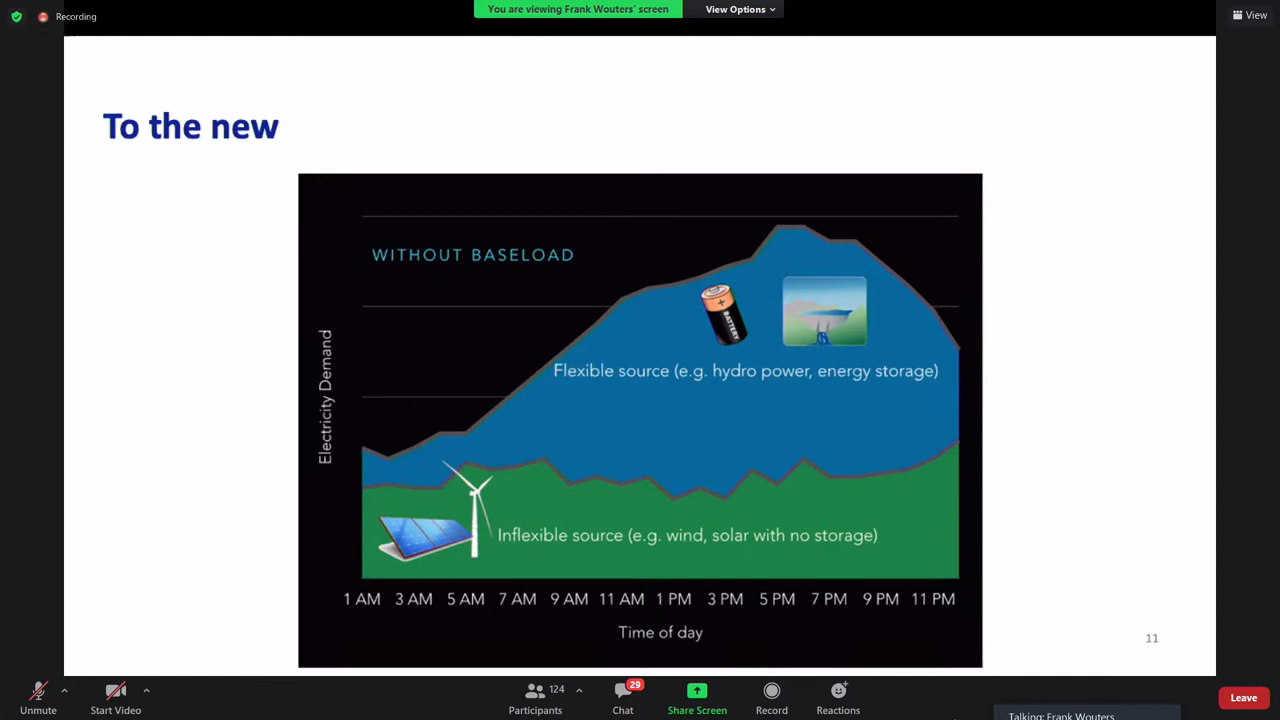 Recording
You are viewing Frank Wouters' screen
View Options
View
To the new
WITHOUT BASELOAD
BATTERY
Flexible source (e.g. hydro power, energy storage)
Electricity Demand
Inflexible source (e.g. wind, solar with no storage)
1 AM 3 AM 5 AM 7 AM 9 AM 11 AM 1 PM 3 PM 5 PM 7 PM 9 PM 11 PM
Time of day
11
Unmute
Start Video
124
Participants
29
Chat
Share Screen
Record
Reactions
Talking: Frank Wouters
Leave